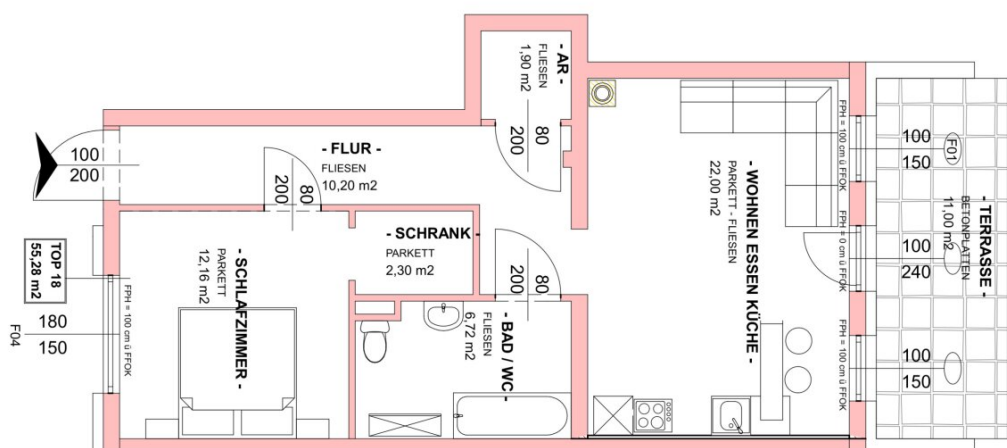 - AR -
FLIESEN
1,90 m2
80
200
- FLUR -
FLIESEN
10,20 m2
100
200
80
200
- SCHRANK -
PARKETT
2,30 m2
- SCHLAFZIMMER -
PARKETT
12,16 m2
TOP 18
55,28 m2
FPH = 100 cm ü FFOK
180
150
F04
80
200
- BAD / WC -
FLIESEN
6,72 m2
- WOHNEN ESSEN KÜCHE -
PARKETT - FLIESEN
22,00 m2
FPH = 100 cm ü FFOK
100
150
F01
FPH = 0 cm ü FFOK
100
240
FPH = 100 cm ü FFOK
100
150
- TERRASSE -
BETONPLATTEN
11,00 m2